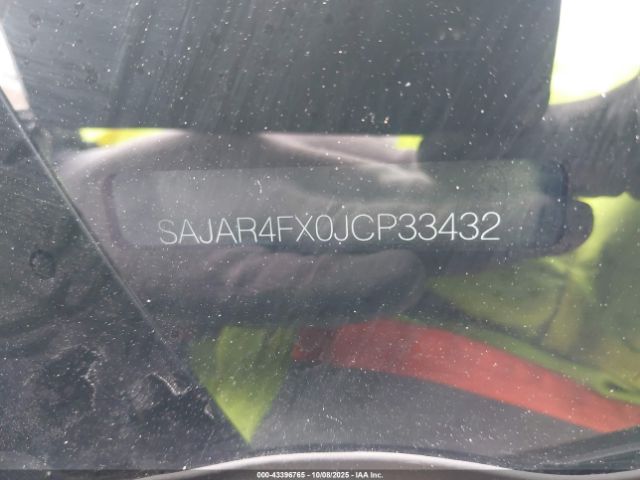 SAJAR4FX0JCP33432
000-43396765 - 10/08/2025 - IAA Inc.